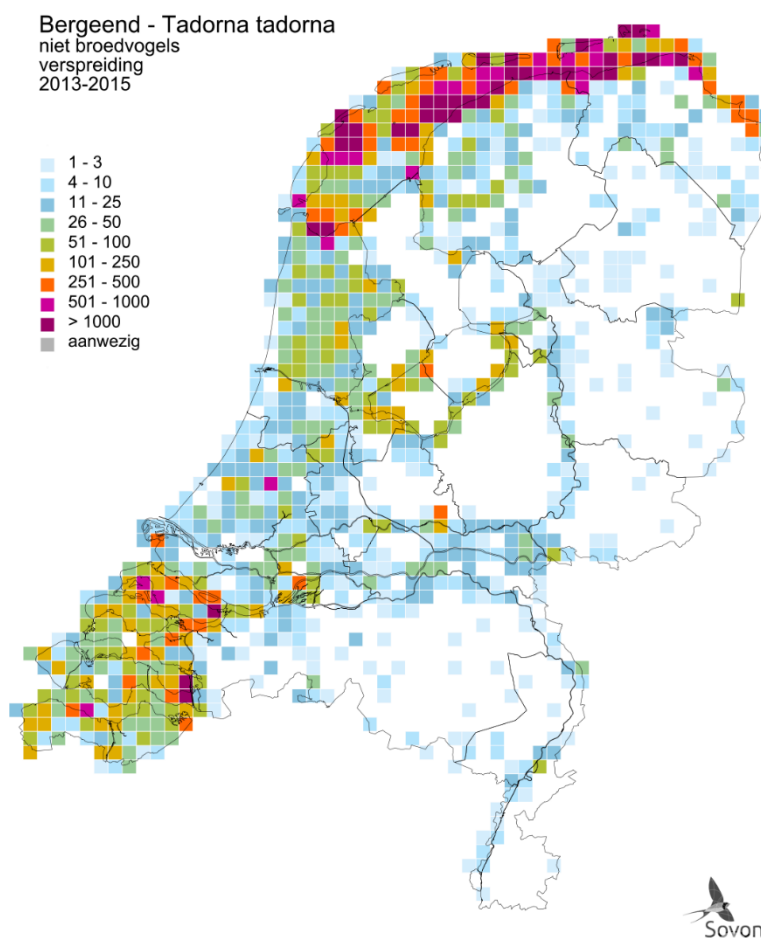 Bergeend - Tadorna tadorna
niet broedvogels
verspreiding
2013-2015
1 - 3
4 - 10
11 - 25
26 - 50
51 - 100
101 - 250
251 - 500
501 - 1000
> 1000
aanwezig
Sovon